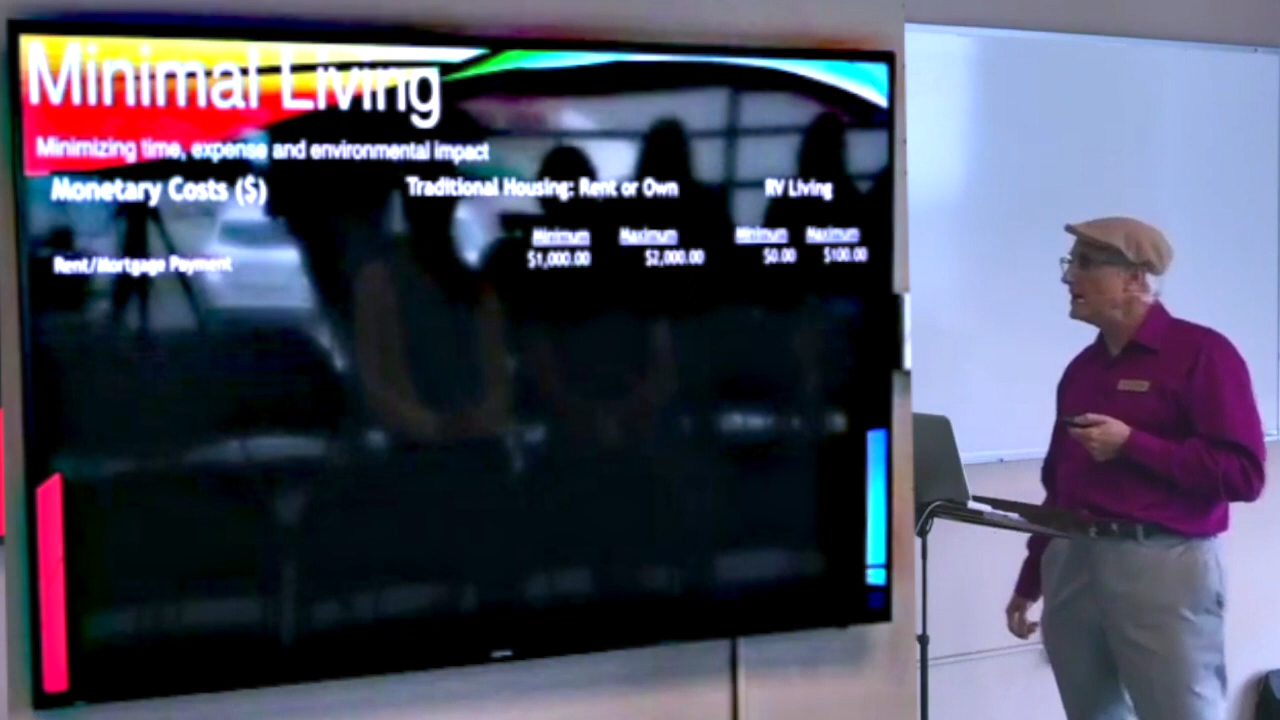 Minimal Living
Minimizing time, expense and environmental impact
Monetary Costs ($) Traditional Housing: Rent or Own RV Living
Minimum Maximum Minimum Maximum
Rent/Mortgage Payment $1,000.00 $2,000.00 $0.00 $100.00